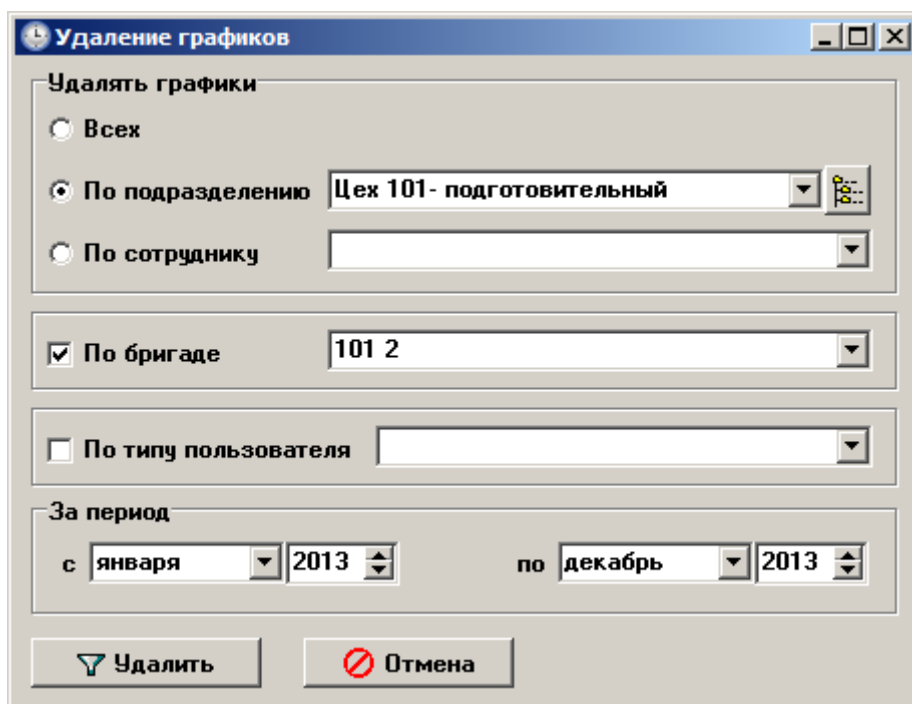 Удаление графиков
Удалять графики
Всех
По подразделению Цех 101- подготовительный
По сотруднику
По бригаде 101 2
По типу пользователя
За период
с января 2013 по декабрь 2013
Удалить Отмена